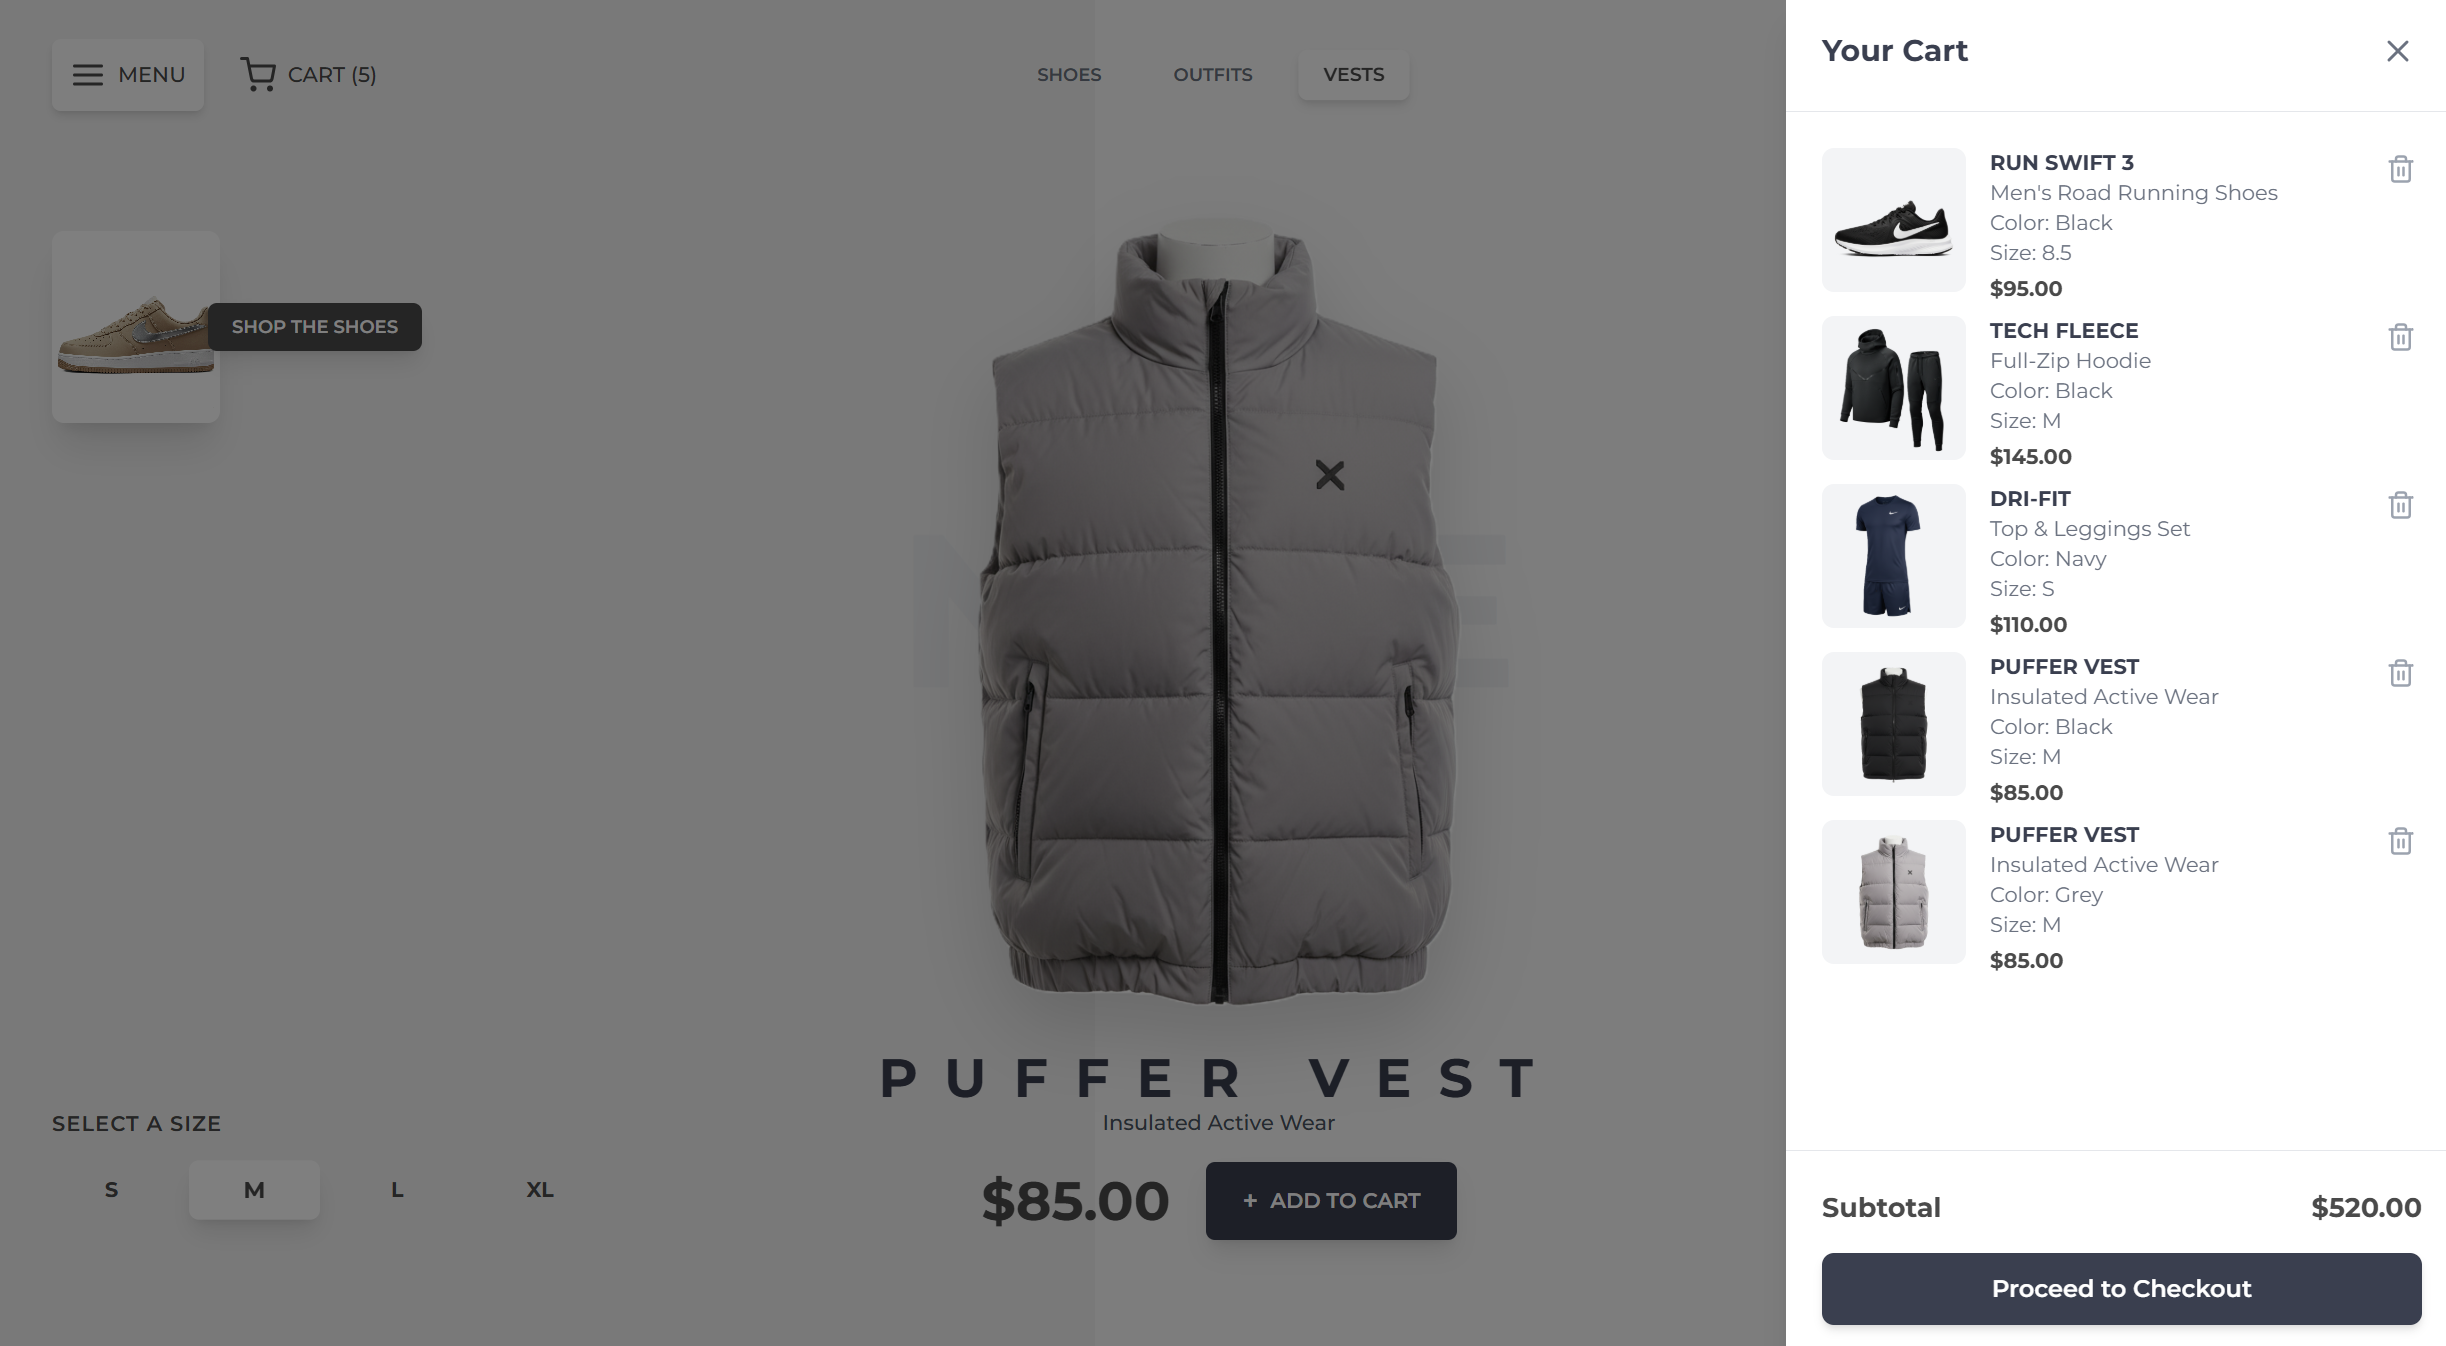 MENU
CART (5)
SHOES
OUTFITS
VESTS
SHOP THE SHOES
PUFFER VEST
Insulated Active Wear
$85.00
+ ADD TO CART
SELECT A SIZE
S
M
L
XL
Your Cart
RUN SWIFT 3
Men's Road Running Shoes
Color: Black
Size: 8.5
$95.00
TECH FLEECE
Full-Zip Hoodie
Color: Black
Size: M
$145.00
DRI-FIT
Top & Leggings Set
Color: Navy
Size: S
$110.00
PUFFER VEST
Insulated Active Wear
Color: Black
Size: M
$85.00
PUFFER VEST
Insulated Active Wear
Color: Grey
Size: M
$85.00
Subtotal
$520.00
Proceed to Checkout